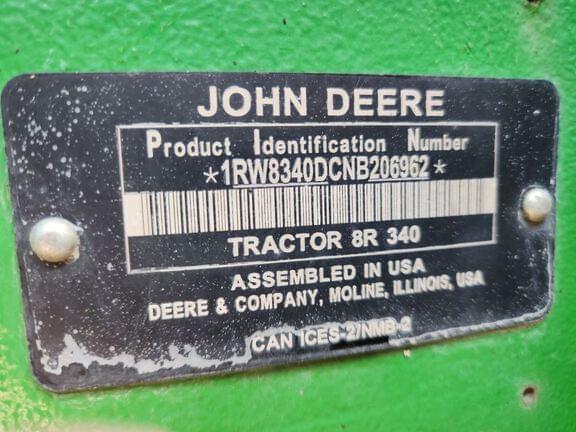 JOHN DEERE
Product Identification Number
*1RW8340DCNB206962*
TRACTOR 8R 340
ASSEMBLED IN USA
DEERE & COMPANY, MOLINE, ILLINOIS, USA
CAN ICES-2/NMB-2